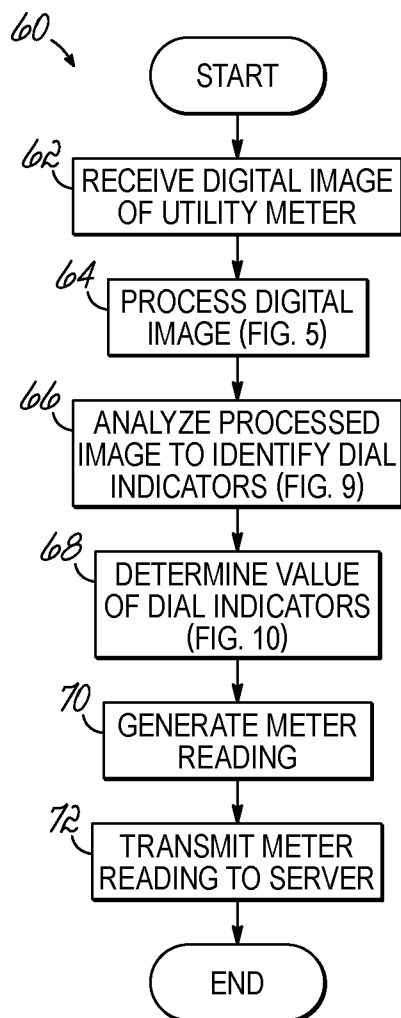 60
START
62
RECEIVE DIGITAL IMAGE
OF UTILITY METER
64
PROCESS DIGITAL
IMAGE (FIG. 5)
66
ANALYZE PROCESSED
IMAGE TO IDENTIFY DIAL
INDICATORS (FIG. 9)
68
DETERMINE VALUE
OF DIAL INDICATORS
(FIG. 10)
70
GENERATE METER
READING
72
TRANSMIT METER
READING TO SERVER
END